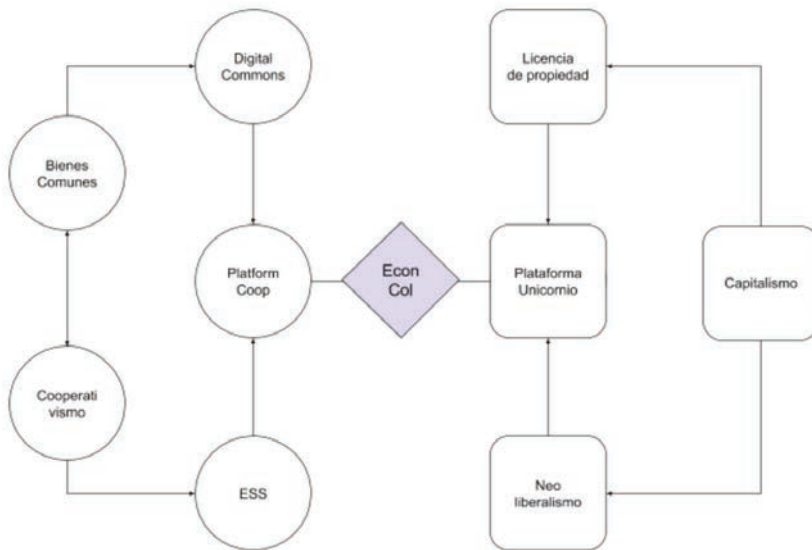 Digital
Commons
Licencia
de propiedad
Bienes
Comunes
Platform
Coop
Econ
Col
Plataforma
Unicornio
Capitalismo
Cooperati
vismo
ESS
Neo
liberalismo